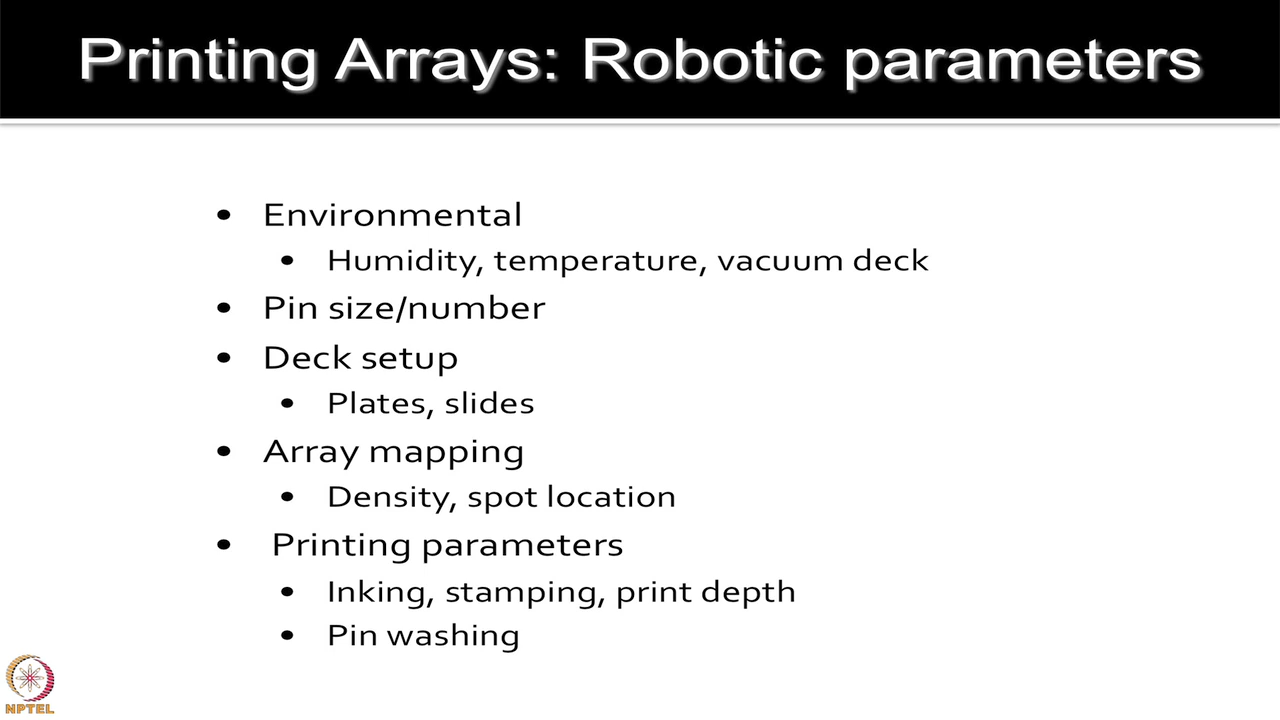 Printing Arrays: Robotic parameters
• Environmental
• Humidity, temperature, vacuum deck
• Pin size/number
• Deck setup
• Plates, slides
• Array mapping
• Density, spot location
• Printing parameters
• Inking, stamping, print depth
• Pin washing
NPTEL